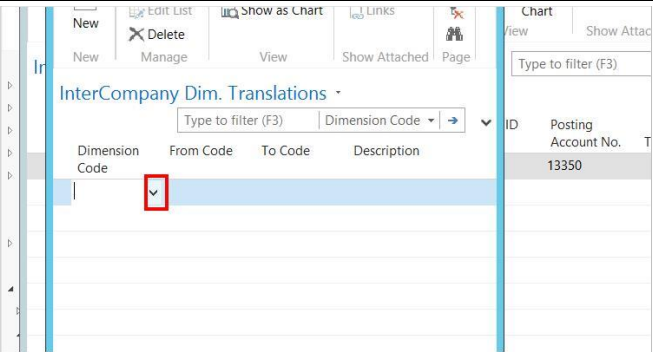 New
Edit List
Show as Chart
Links
Delete
New
Manage
View
Show Attached
Page
InterCompany Dim. Translations
Type to filter (F3)
Dimension Code
Dimension Code
From Code
To Code
Description
Chart
View
Show Attac
Type to filter (F3)
ID
Posting Account No.
13350